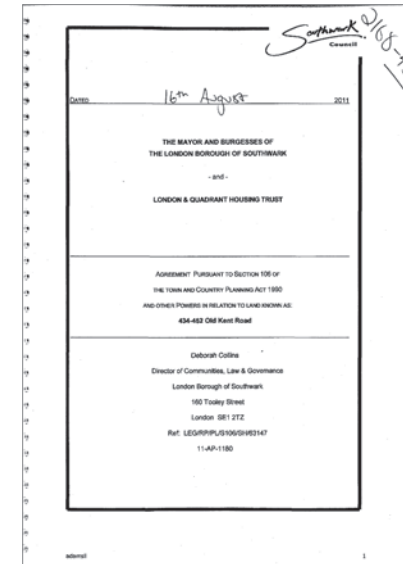 Southwark
Council
DATED 16th August 2011
THE MAYOR AND BURGESSES OF
THE LONDON BOROUGH OF SOUTHWARK
- and -
LONDON & QUADRANT HOUSING TRUST
AGREEMENT PURSUANT TO SECTION 106 OF
THE TOWN AND COUNTRY PLANNING ACT 1990
AND OTHER POWERS IN RELATION TO LAND KNOWN AS:
434-462 Old Kent Road
Deborah Collins
Director of Communities, Law & Governance
London Borough of Southwark
160 Tooley Street
London SE1 2TZ
Ref: LEG/RP/PL/S106/SH/63147
11-AP-1180
1